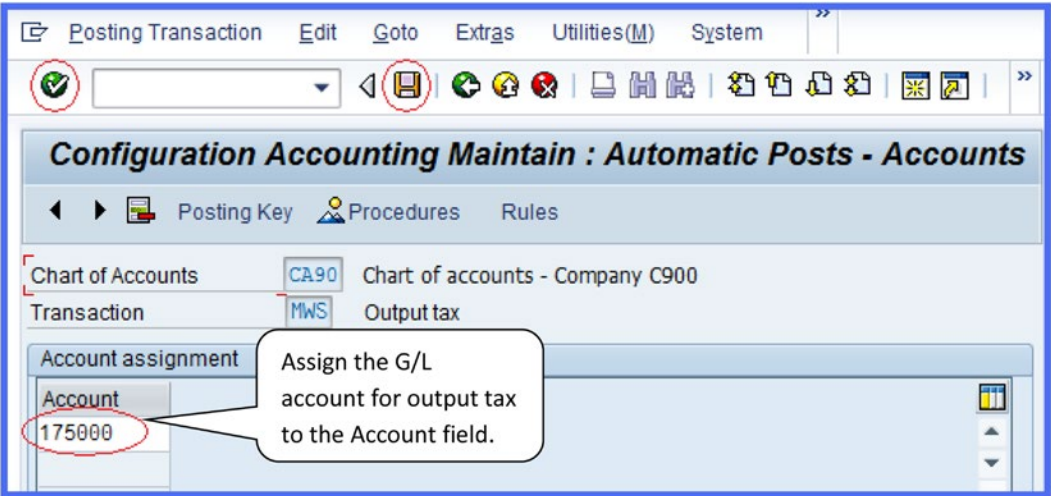 Posting Transaction Edit Goto Extras Utilities(M) System »
»
Configuration Accounting Maintain : Automatic Posts - Accounts
Posting Key Procedures Rules
Chart of Accounts CA90 Chart of accounts - Company C900
Transaction MWS Output tax
Account assignment
Account
175000
Assign the G/L
account for output tax
to the Account field.